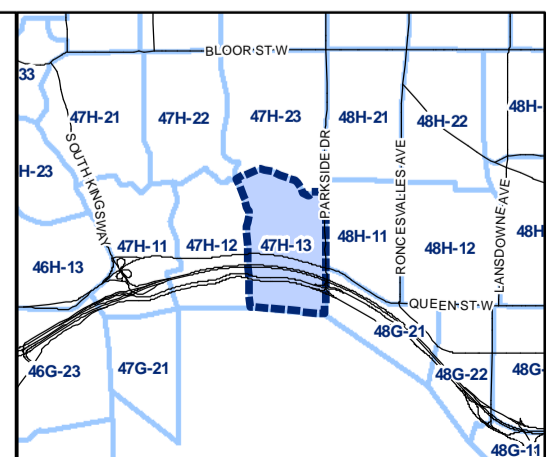 BLOOR ST W
33
47H-21
47H-22
47H-23
48H-21
48H-22
48H-
H-23
SOUTH KINGSWAY
PARKSIDE DR
RONCESVALLES AVE
LANSDOWNE AVE
46H-13
47H-11
47H-12
47H-13
48H-11
48H-12
48H
QUEEN ST W
48G-21
46G-23
47G-21
48G-22
48G-
48G-11